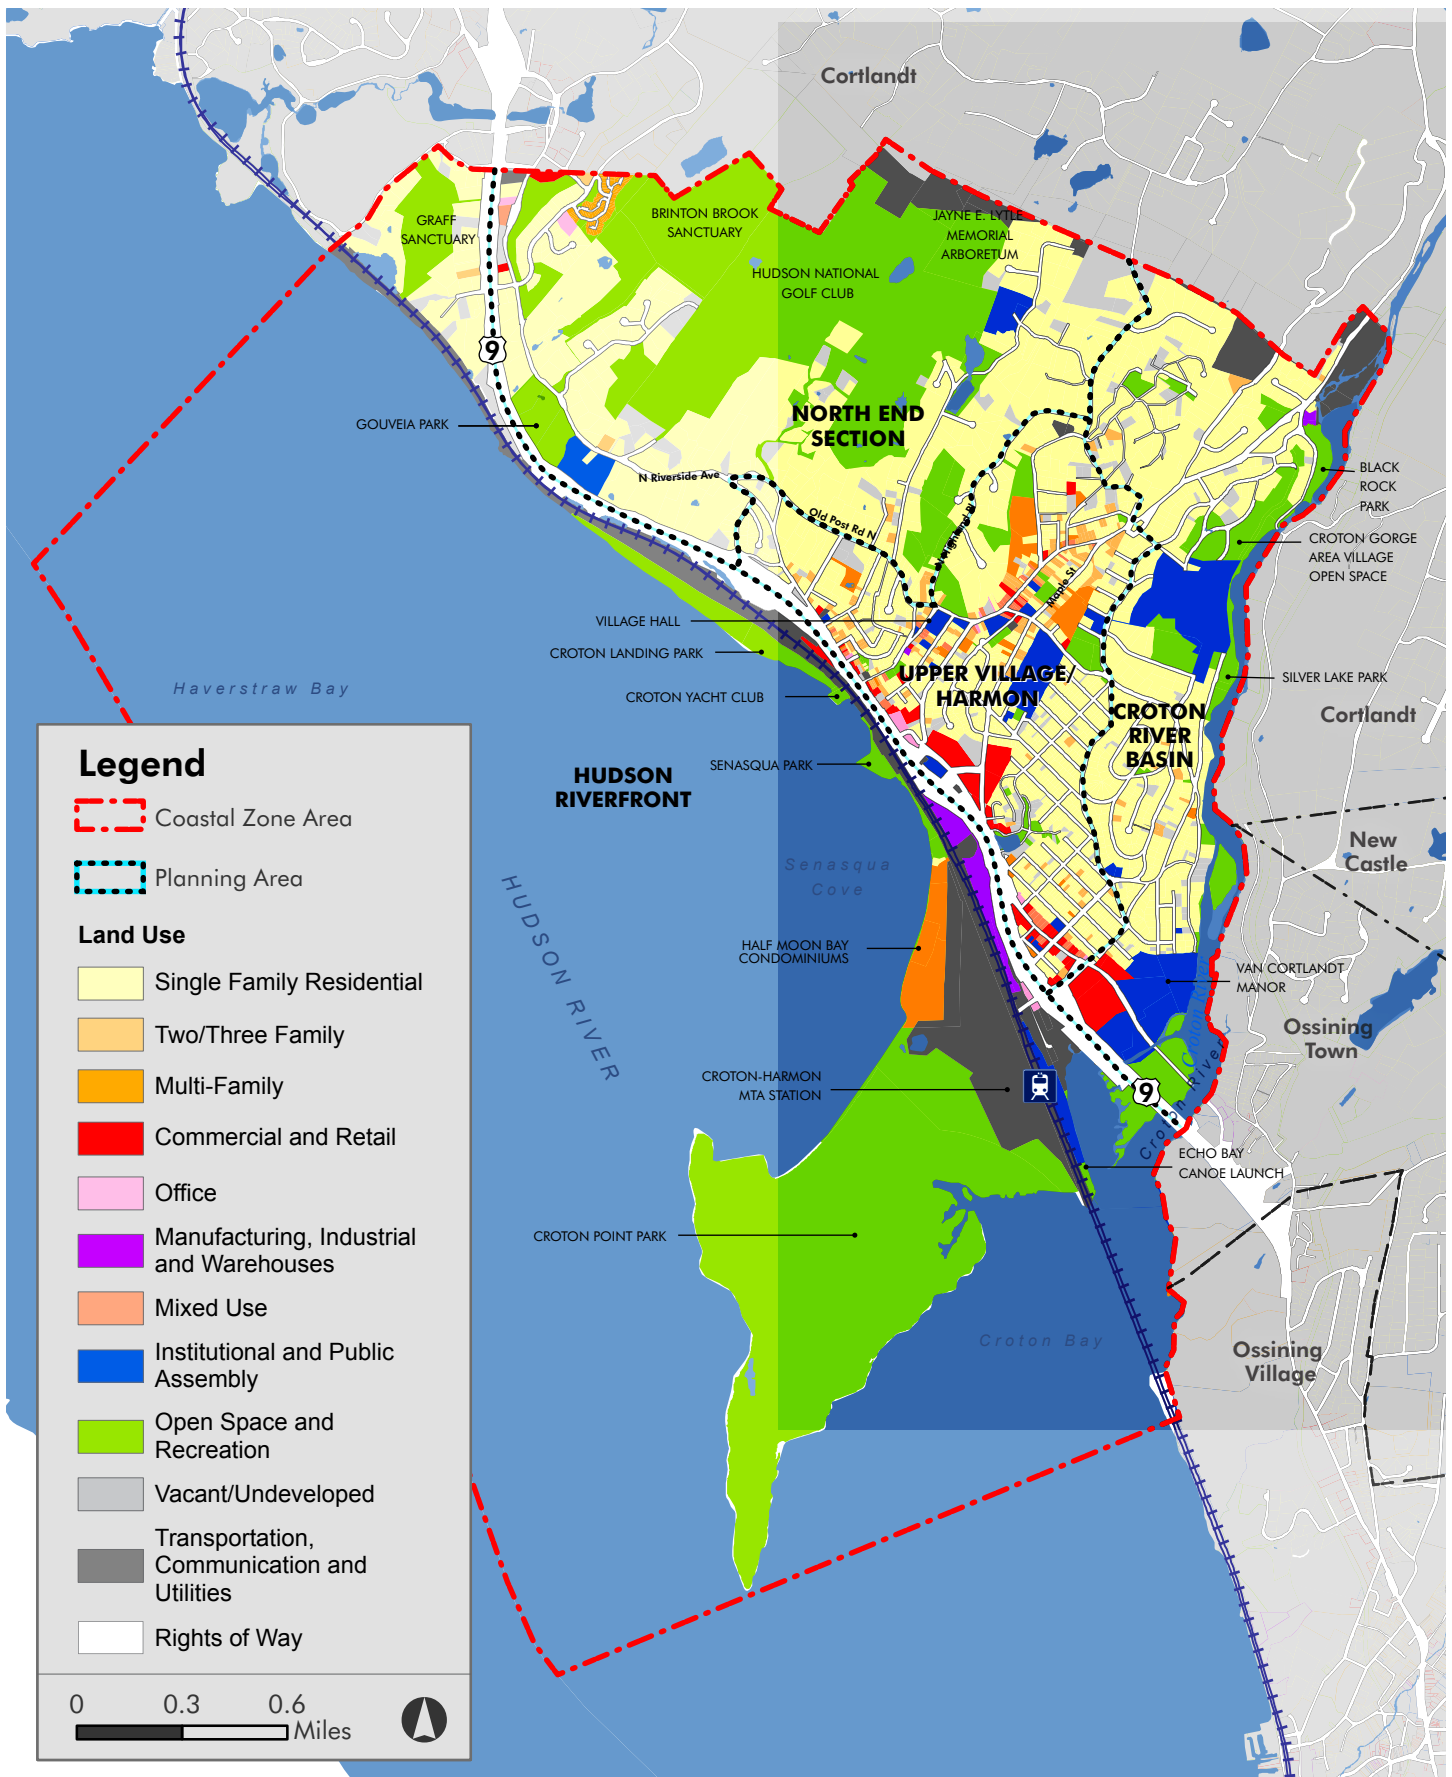 Cortlandt
GRAFF
SANCTUARY
BRINTON BROOK
SANCTUARY
JAYNE E. LYTLE
MEMORIAL
ARBORETUM
HUDSON NATIONAL
GOLF CLUB
9
GOUVEIA PARK
NORTH END
SECTION
N Riverside Ave
Old Post Rd N
N Highland Pl
Maple St
BLACK
ROCK
PARK
CROTON GORGE
AREA VILLAGE
OPEN SPACE
VILLAGE HALL
CROTON LANDING PARK
CROTON YACHT CLUB
UPPER VILLAGE/
HARMON
CROTON
RIVER
BASIN
SILVER LAKE PARK
Cortlandt
Haverstraw Bay
SENASQUA PARK
HUDSON
RIVERFRONT
Senasqua
Cove
New
Castle
HUDSON RIVER
HALF MOON BAY
CONDOMINIUMS
VAN CORTLANDT
MANOR
Croton River
Ossining
Town
CROTON-HARMON
MTA STATION
9
Croton River
ECHO BAY
CANOE LAUNCH
CROTON POINT PARK
Croton Bay
Ossining
Village
Legend
Coastal Zone Area
Planning Area
Land Use
Single Family Residential
Two/Three Family
Multi-Family
Commercial and Retail
Office
Manufacturing, Industrial
and Warehouses
Mixed Use
Institutional and Public
Assembly
Open Space and
Recreation
Vacant/Undeveloped
Transportation,
Communication and
Utilities
Rights of Way
0 0.3 0.6
Miles